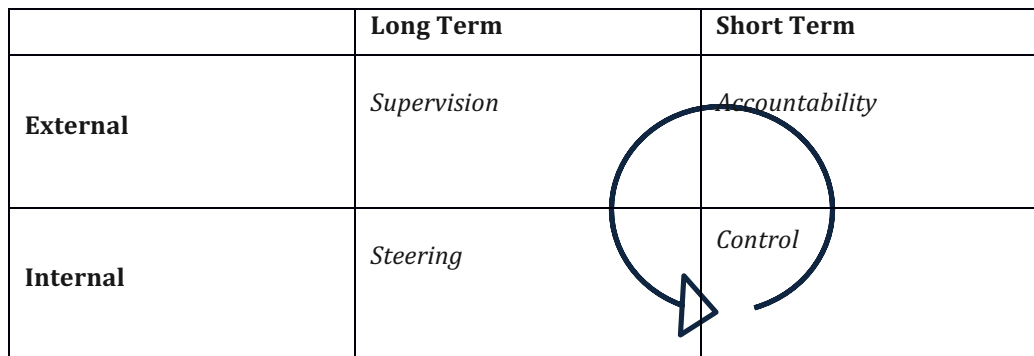 Long Term Short Term
External Supervision Accountability
Internal Steering Control